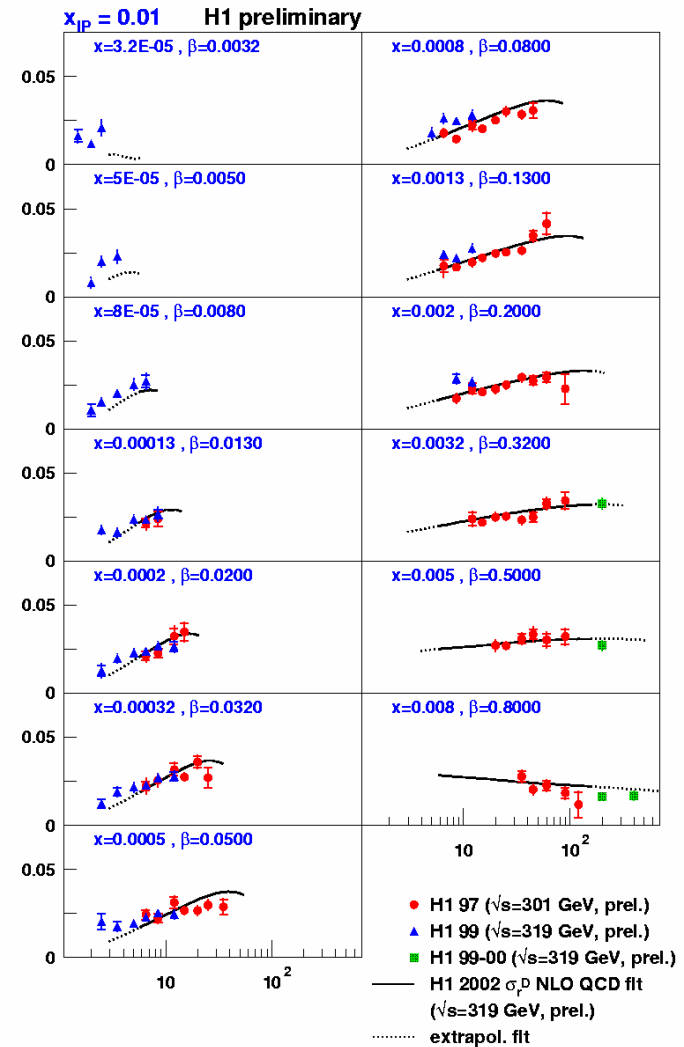 x_IP = 0.01 H1 preliminary
x=3.2E-05 , β=0.0032
0.05
0
x=5E-05 , β=0.0050
0.05
0
x=8E-05 , β=0.0080
0.05
0
x=0.00013 , β=0.0130
0.05
0
x=0.0002 , β=0.0200
0.05
0
x=0.00032 , β=0.0320
0.05
0
x=0.0005 , β=0.0500
0.05
0
10 10²
x=0.0008 , β=0.0800
x=0.0013 , β=0.1300
x=0.002 , β=0.2000
x=0.0032 , β=0.3200
x=0.005 , β=0.5000
x=0.008 , β=0.8000
10 10²
H1 97 (√s=301 GeV, prel.)
H1 99 (√s=319 GeV, prel.)
H1 99-00 (√s=319 GeV, prel.)
H1 2002 σ_r^D NLO QCD fit
(√s=319 GeV, prel.)
extrapol. fit